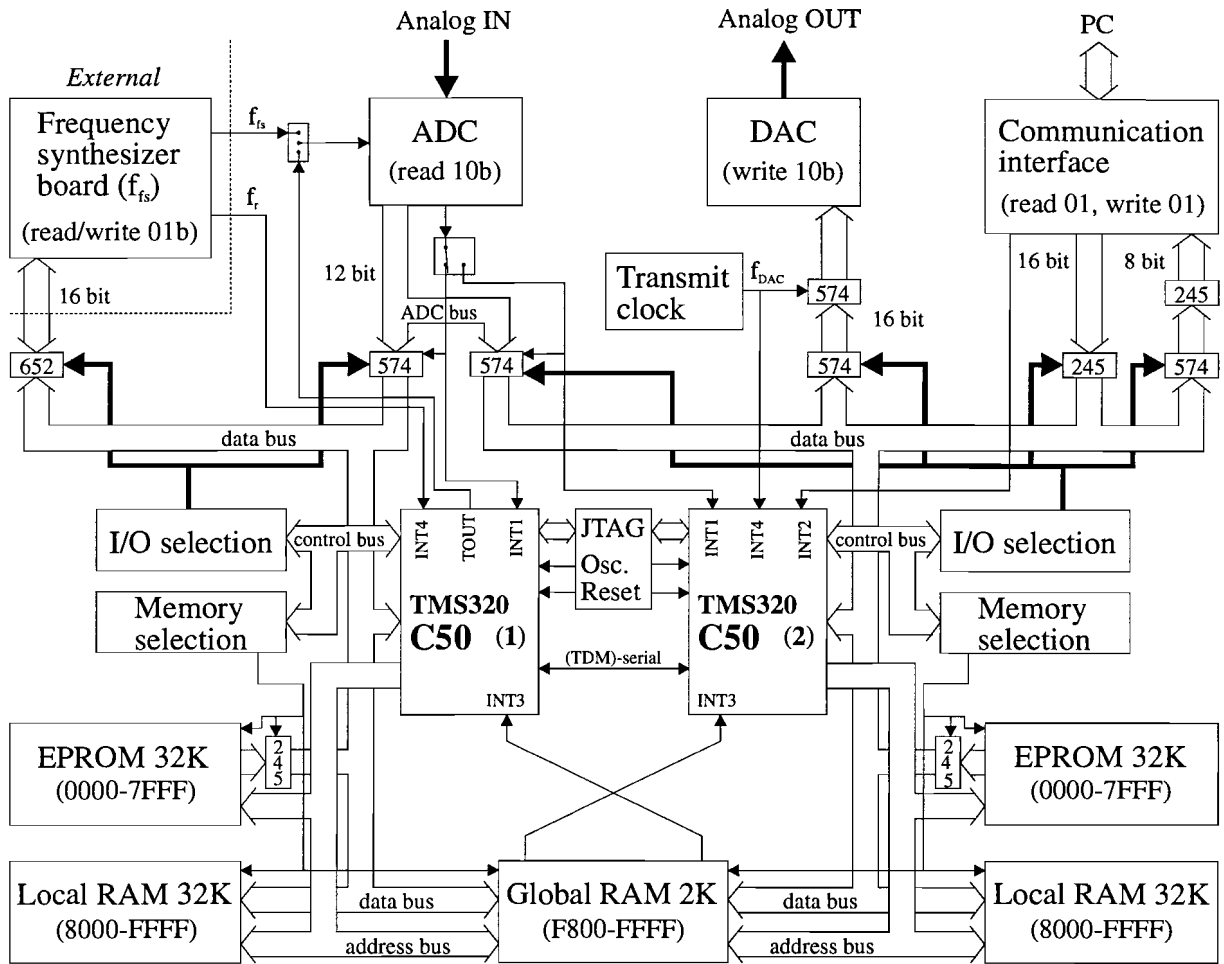 Analog IN
Analog OUT
PC
External
Frequency
synthesizer
board (ffs)
(read/write 01b)
ffs
fr
ADC
(read 10b)
DAC
(write 10b)
Communication
interface
(read 01, write 01)
16 bit
12 bit
ADC bus
Transmit
clock
fDAC
574
16 bit
16 bit
8 bit
245
652
574
574
574
245
574
data bus
data bus
I/O selection
control bus
INT4
TOUT
INT1
JTAG
Osc.
Reset
INT1
INT4
INT2
control bus
I/O selection
Memory
selection
TMS320
C50 (1)
TMS320
C50 (2)
Memory
selection
(TDM)-serial
INT3
INT3
EPROM 32K
(0000-7FFF)
2
4
5
2
4
5
EPROM 32K
(0000-7FFF)
Local RAM 32K
(8000-FFFF)
data bus
address bus
Global RAM 2K
(F800-FFFF)
data bus
address bus
Local RAM 32K
(8000-FFFF)